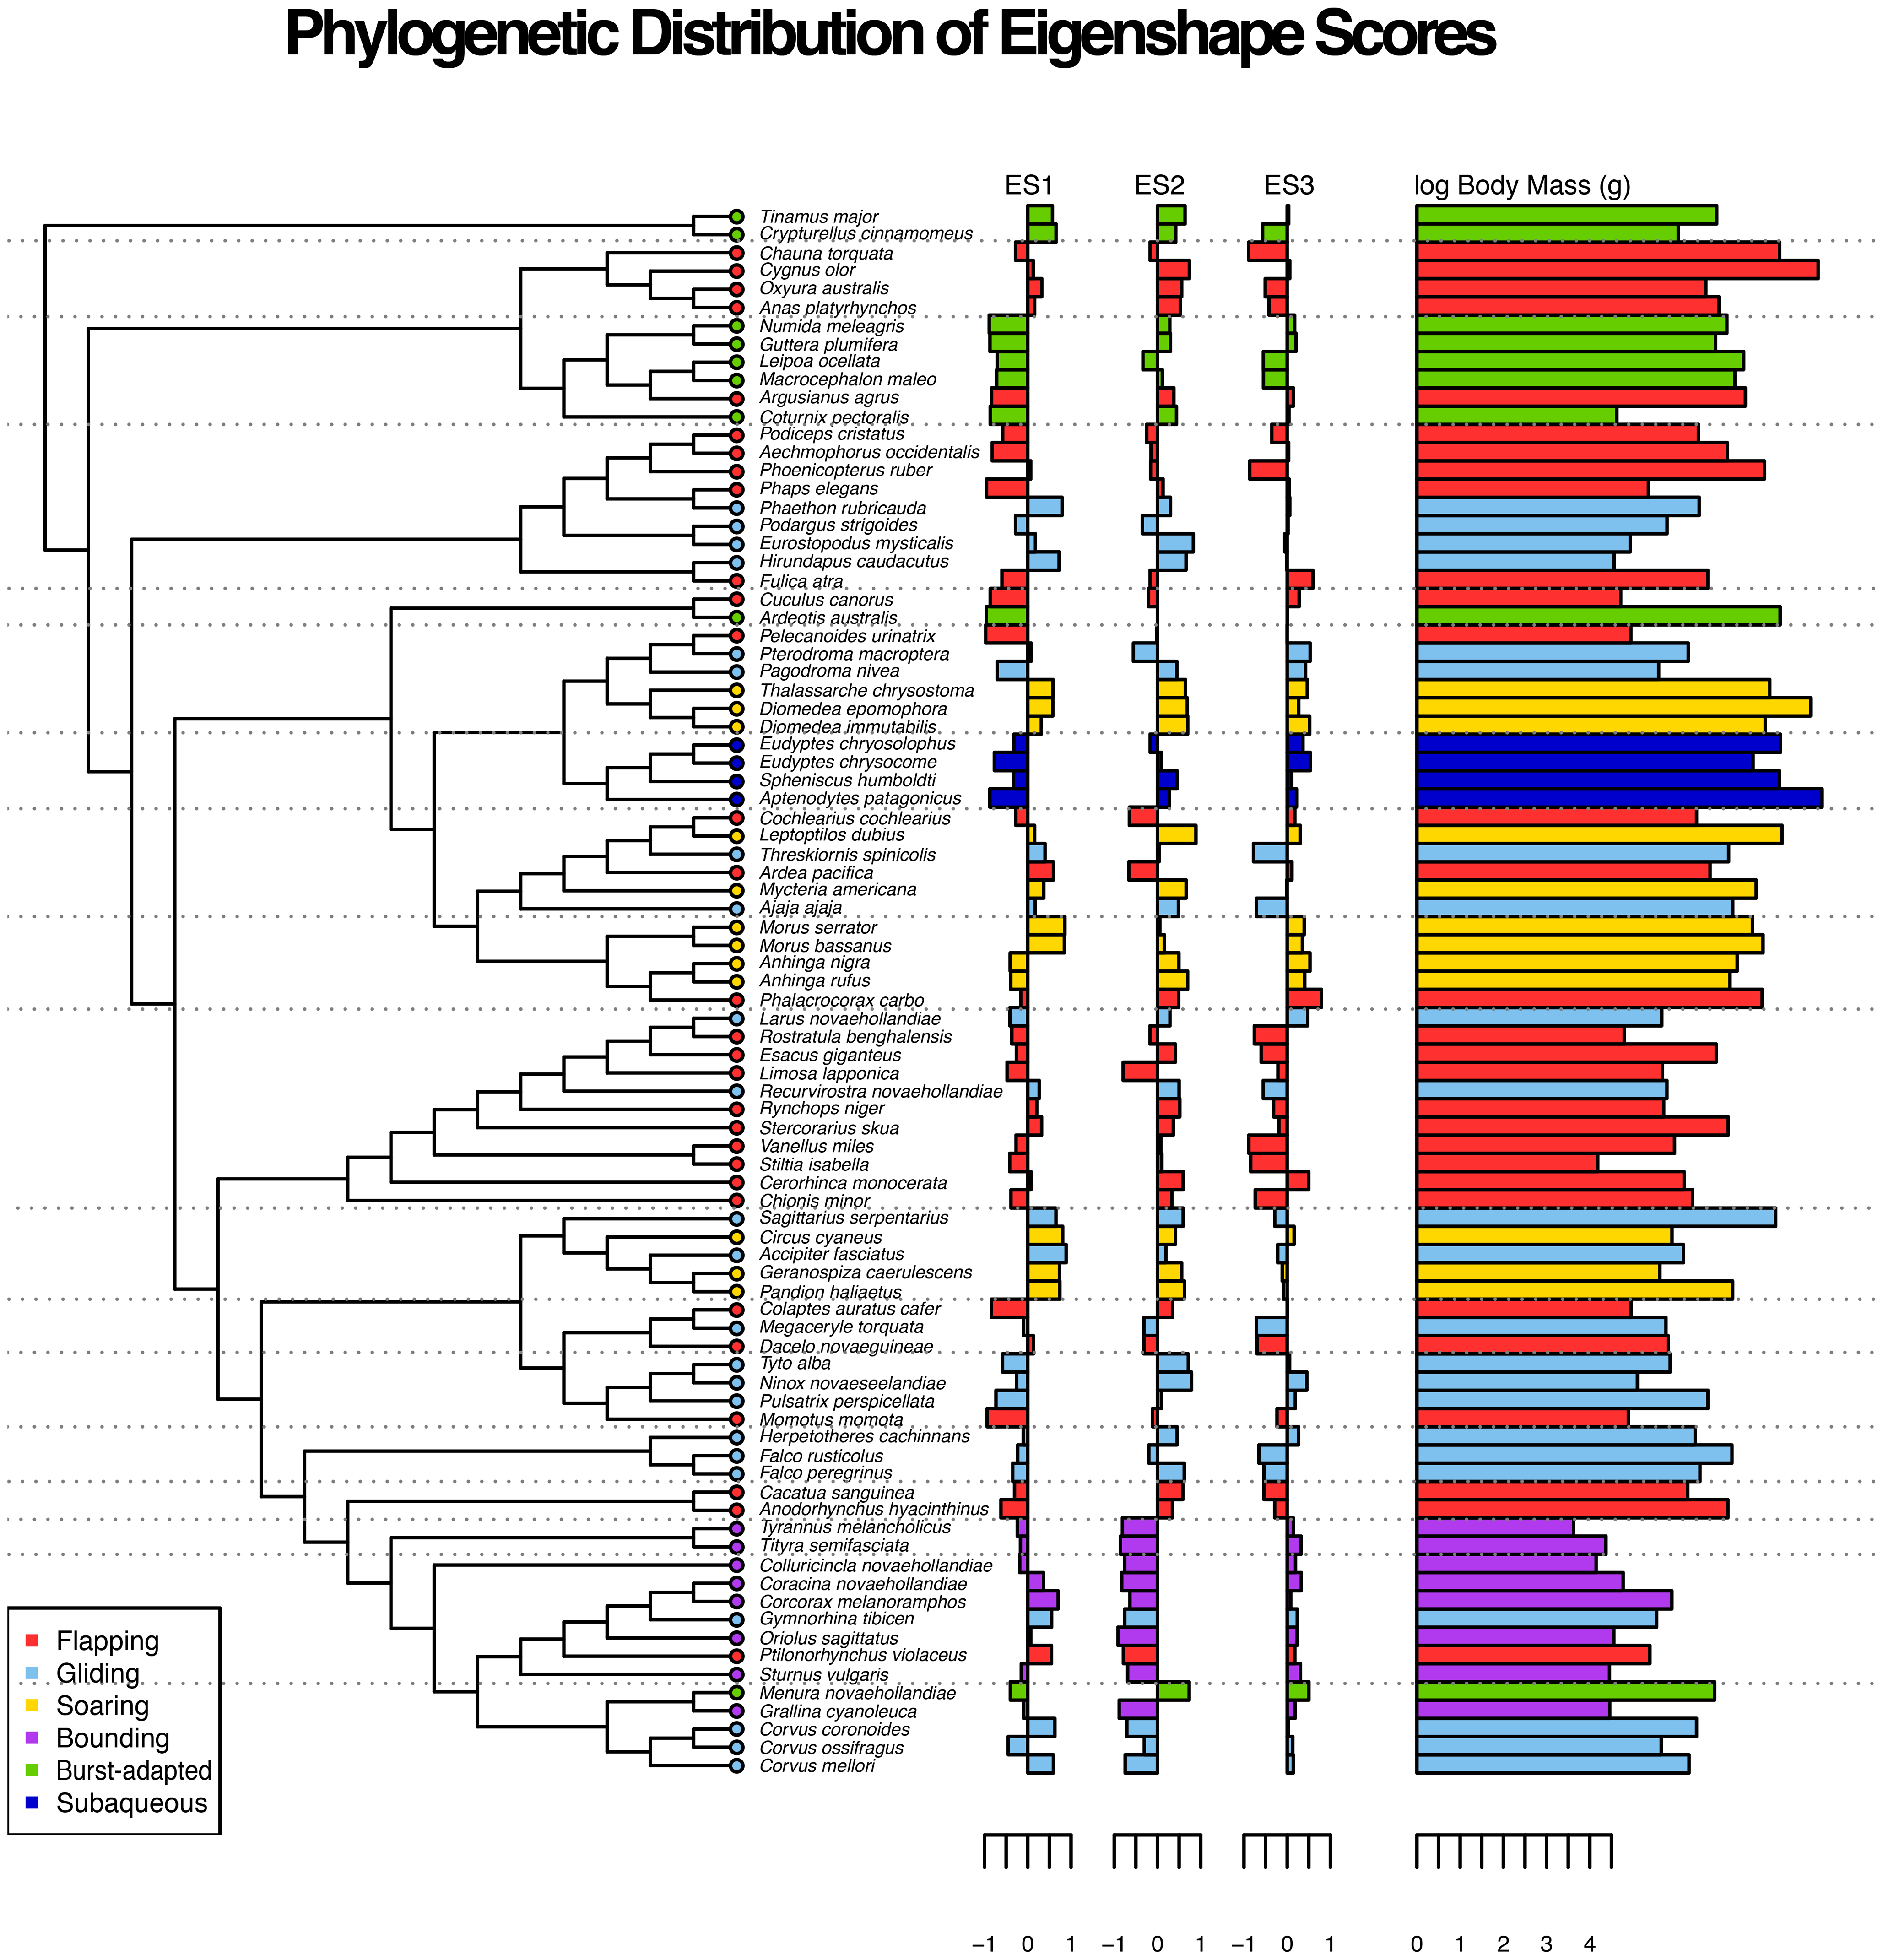 Phylogenetic Distribution of Eigenshape Scores
ES1 ES2 ES3 log Body Mass (g)
Tinamus major
Crypturellus cinnamomeus
Chauna torquata
Cygnus olor
Oxyura australis
Anas platyrhynchos
Numida meleagris
Guttera plumifera
Leipoa ocellata
Macrocephalon maleo
Argusianus agrus
Coturnix pectoralis
Podiceps cristatus
Aechmophorus occidentalis
Phoenicopterus ruber
Phaps elegans
Phaethon rubricauda
Podargus strigoides
Eurostopodus mysticalis
Hirundapus caudacutus
Fulica atra
Cuculus canorus
Ardeotis australis
Pelecanoides urinatrix
Pterodroma macroptera
Pagodroma nivea
Thalassarche chrysostoma
Diomedea epomophora
Diomedea immutabilis
Eudyptes chryosolophus
Eudyptes chrysocome
Spheniscus humboldti
Aptenodytes patagonicus
Cochlearius cochlearius
Leptoptilos dubius
Threskiornis spinicolis
Ardea pacifica
Mycteria americana
Ajaja ajaja
Morus serrator
Morus bassanus
Anhinga nigra
Anhinga rufus
Phalacrocorax carbo
Larus novaehollandiae
Rostratula benghalensis
Esacus giganteus
Limosa lapponica
Recurvirostra novaehollandiae
Rynchops niger
Stercorarius skua
Vanellus miles
Stiltia isabella
Cerorhinca monocerata
Chionis minor
Sagittarius serpentarius
Circus cyaneus
Accipiter fasciatus
Geranospiza caerulescens
Pandion haliaetus
Colaptes auratus cafer
Megaceryle torquata
Dacelo novaeguineae
Tyto alba
Ninox novaeseelandiae
Pulsatrix perspicellata
Momotus momota
Herpetotheres cachinnans
Falco rusticolus
Falco peregrinus
Cacatua sanguinea
Anodorhynchus hyacinthinus
Tyrannus melancholicus
Tityra semifasciata
Colluricincla novaehollandiae
Coracina novaehollandiae
Corcorax melanoramphos
Gymnorhina tibicen
Oriolus sagittatus
Ptilonorhynchus violaceus
Sturnus vulgaris
Menura novaehollandiae
Grallina cyanoleuca
Corvus coronoides
Corvus ossifragus
Corvus mellori
Flapping
Gliding
Soaring
Bounding
Burst-adapted
Subaqueous
−1 0 1 −1 0 1 −1 0 1 0 1 2 3 4